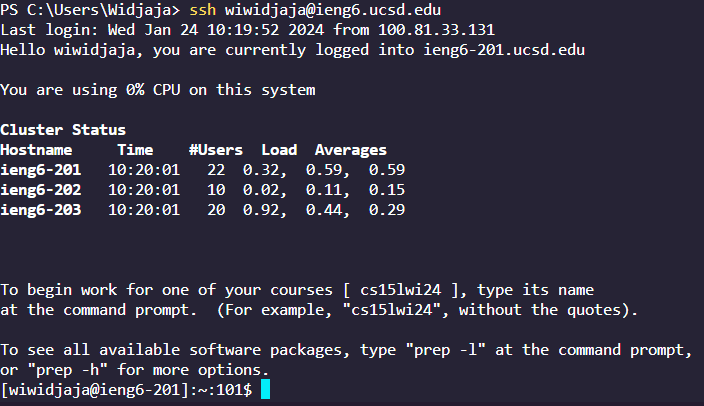 PS C:\Users\Widjaja> ssh wiwidjaja@ieng6.ucsd.edu
Last login: Wed Jan 24 10:19:52 2024 from 100.81.33.131
Hello wiwidjaja, you are currently logged into ieng6-201.ucsd.edu
You are using 0% CPU on this system
Cluster Status
Hostname     Time    #Users  Load  Averages
ieng6-201   10:20:01   22  0.32,  0.59,  0.59
ieng6-202   10:20:01   10  0.02,  0.11,  0.15
ieng6-203   10:20:01   20  0.92,  0.44,  0.29
To begin work for one of your courses [ cs15lwi24 ], type its name
at the command prompt.  (For example, "cs15lwi24", without the quotes).
To see all available software packages, type "prep -l" at the command prompt,
or "prep -h" for more options.
[wiwidjaja@ieng6-201]:~:101$